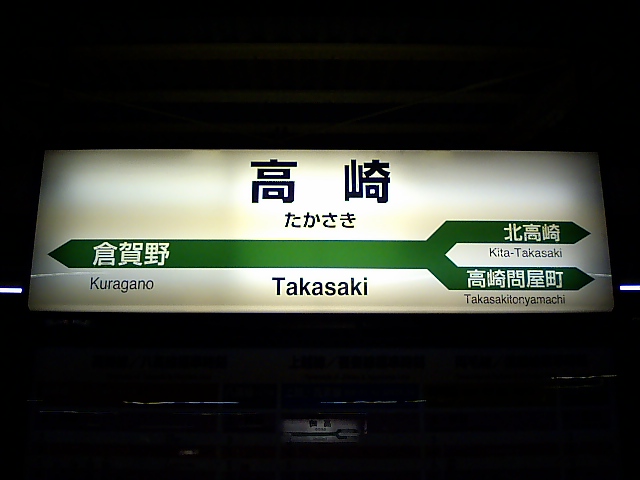 高崎
たかさき
北高崎
Kita-Takasaki
倉賀野
Kuragano
Takasaki
高崎問屋町
Takasakitonyamachi